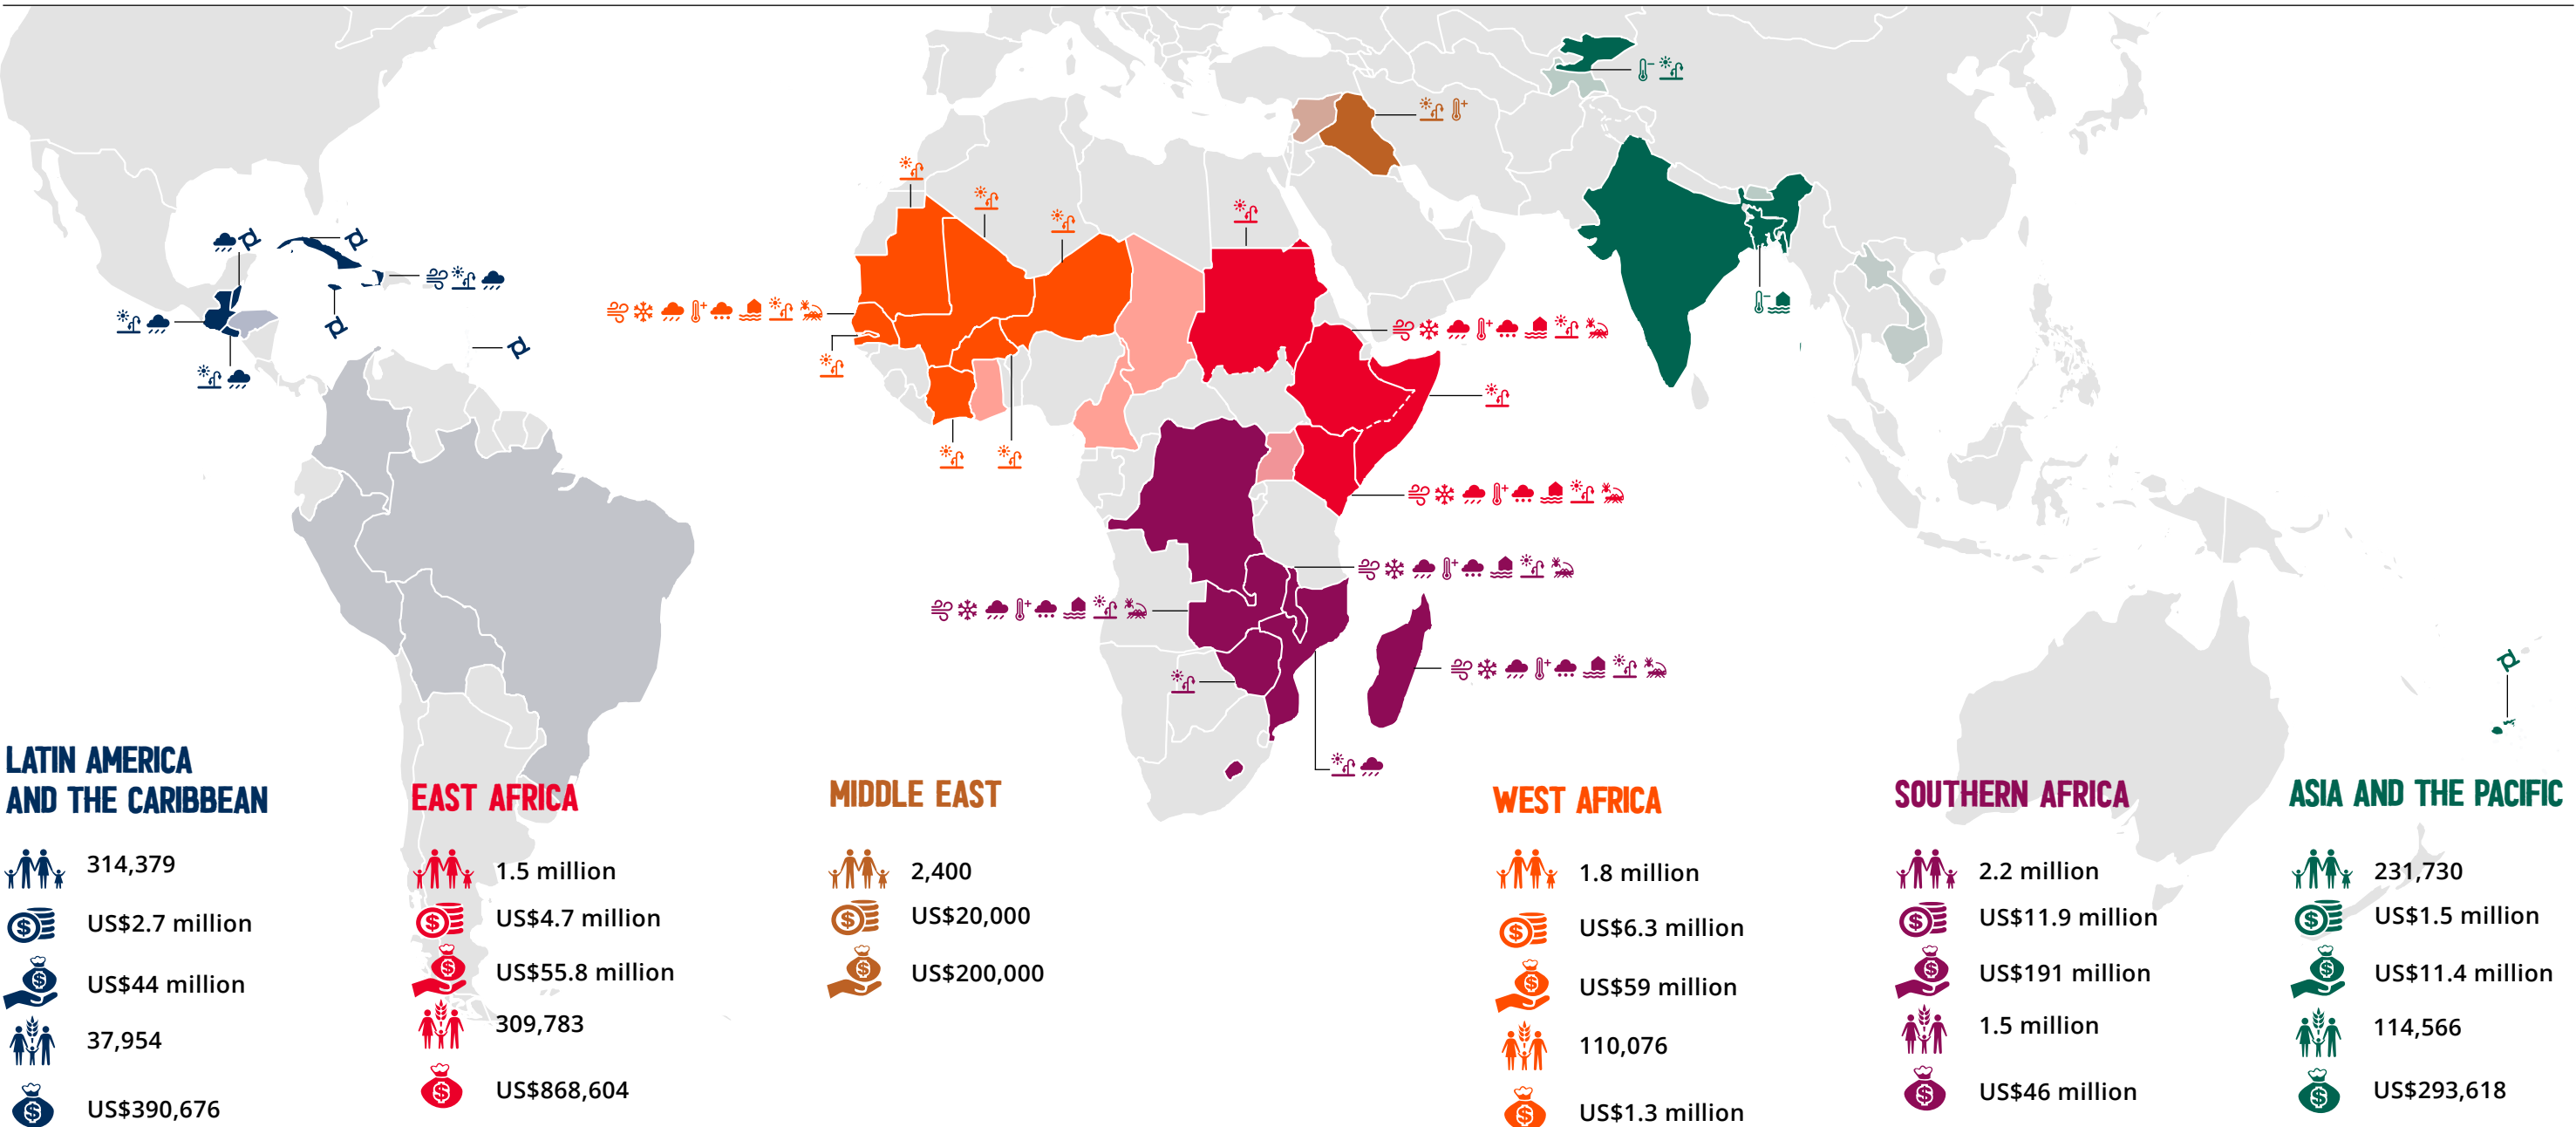 LATIN AMERICA
AND THE CARIBBEAN
314,379
US$2.7 million
US$44 million
37,954
US$390,676
EAST AFRICA
1.5 million
US$4.7 million
US$55.8 million
309,783
US$868,604
MIDDLE EAST
2,400
US$20,000
US$200,000
WEST AFRICA
1.8 million
US$6.3 million
US$59 million
110,076
US$1.3 million
SOUTHERN AFRICA
2.2 million
US$11.9 million
US$191 million
1.5 million
US$46 million
ASIA AND THE PACIFIC
231,730
US$1.5 million
US$11.4 million
114,566
US$293,618